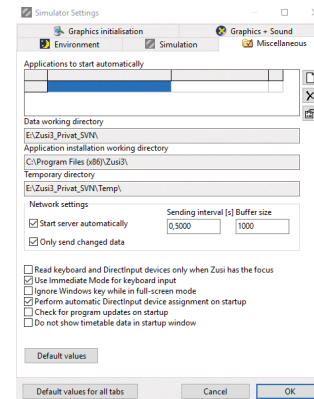 Simulator Settings
Graphics initialisation
Graphics + Sound
Environment
Simulation
Miscellaneous
Applications to start automatically
Data working directory
E:\Zusi3_Privat_SVN\
Application installation working directory
C:\Program Files (x86)\Zusi3\
Temporary directory
E:\Zusi3_Privat_SVN\Temp\
Network settings
Sending interval [s] Buffer size
Start server automatically
0,5000
1000
Only send changed data
Read keyboard and DirectInput devices only when Zusi has the focus
Use Immediate Mode for keyboard input
Ignore Windows key while in full-screen mode
Perform automatic DirectInput device assignment on startup
Check for program updates on startup
Do not show timetable data in startup window
Default values
Default values for all tabs
Cancel
OK